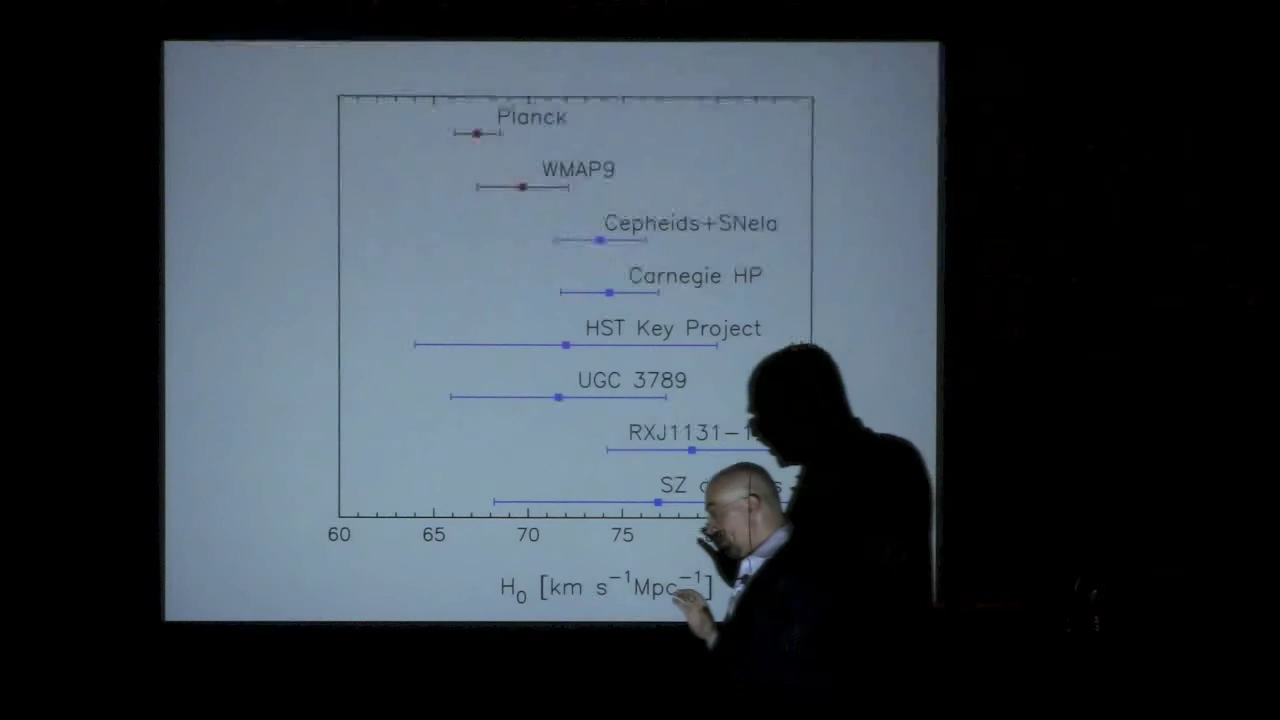 Planck
WMAP9
Cepheids+SNeIa
Carnegie HP
HST Key Project
UGC 3789
RXJ1131-1
SZ
60 65 70 75
H0 [km s−1Mpc−1]